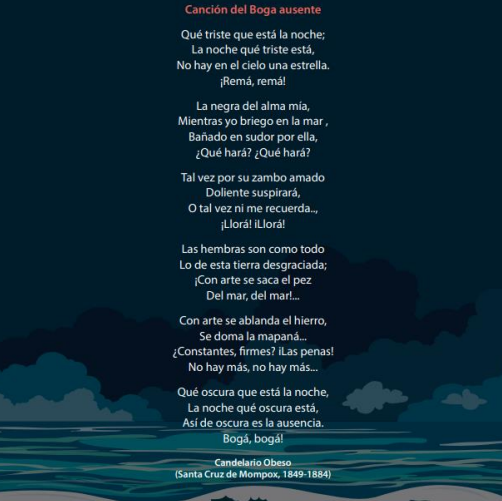 Canción del Boga ausente
Qué triste que está la noche;
La noche qué triste está,
No hay en el cielo una estrella.
¡Remá, remá!
La negra del alma mía,
Mientras yo briego en la mar ,
Bañado en sudor por ella,
¿Qué hará? ¿Qué hará?
Tal vez por su zambo amado
Doliente suspirará,
O tal vez ni me recuerda..,
¡Llorá! iLlorá!
Las hembras son como todo
Lo de esta tierra desgraciada;
¡Con arte se saca el pez
Del mar, del mar!...
Con arte se ablanda el hierro,
Se doma la mapaná...
¿Constantes, firmes? iLas penas!
No hay más, no hay más...
Qué oscura que está la noche,
La noche qué oscura está,
Así de oscura es la ausencia.
Bogá, bogá!
Candelario Obeso
(Santa Cruz de Mompox, 1849-1884)